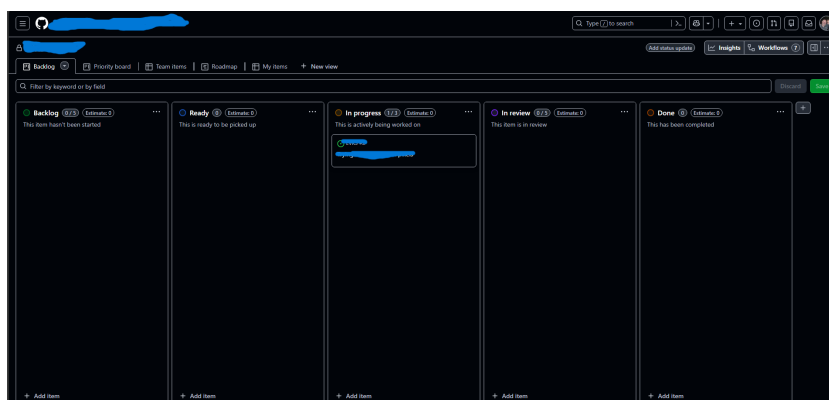 Type / to search
Add status update
Insights
Workflows 7
Backlog
Priority board
Team items
Roadmap
My items
+ New view
Filter by keyword or by field
Discard
Save
Backlog 0 / 5 Estimate: 0
This item hasn't been started
+ Add item
Ready 0 Estimate: 0
This is ready to be picked up
+ Add item
In progress 1 / 3 Estimate: 0
This is actively being worked on
+ Add item
In review 0 / 5 Estimate: 0
This item is in review
+ Add item
Done 0 Estimate: 0
This has been completed
+ Add item